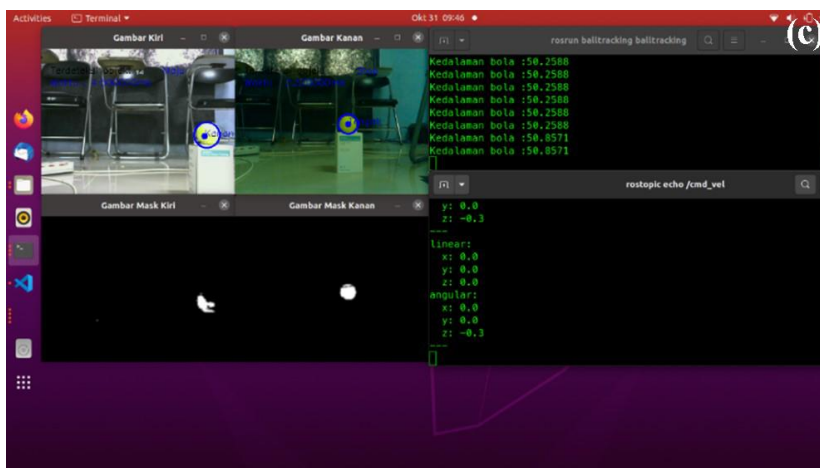 Activities
Terminal
Okt 31 09:46
(c)
Gambar Kiri
Gambar Kanan
rosrun balltracking balltracking
Kanan
Kedalaman bola :50.2588
Kedalaman bola :50.2588
Kedalaman bola :50.2588
Kedalaman bola :50.2588
Kedalaman bola :50.2588
Kedalaman bola :50.2588
Kedalaman bola :50.8571
Kedalaman bola :50.8571
rostopic echo /cmd_vel
Gambar Mask Kiri
Gambar Mask Kanan
y: 0.0
z: -0.3
---
linear:
x: 0.0
y: 0.0
z: 0.0
angular:
x: 0.0
y: 0.0
z: -0.3
---